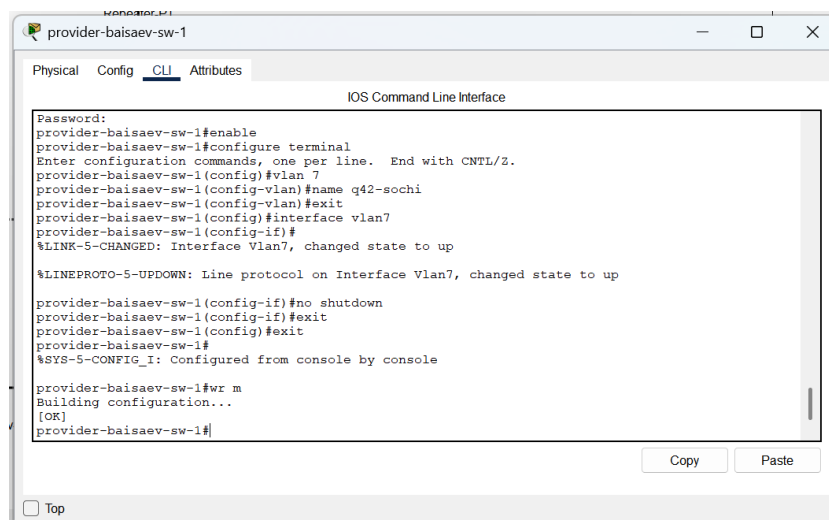 Repeater-PT
provider-baisaev-sw-1
Physical Config CLI Attributes
IOS Command Line Interface
Password:
provider-baisaev-sw-1#enable
provider-baisaev-sw-1#configure terminal
Enter configuration commands, one per line.  End with CNTL/Z.
provider-baisaev-sw-1(config)#vlan 7
provider-baisaev-sw-1(config-vlan)#name q42-sochi
provider-baisaev-sw-1(config-vlan)#exit
provider-baisaev-sw-1(config)#interface vlan7
provider-baisaev-sw-1(config-if)#
%LINK-5-CHANGED: Interface Vlan7, changed state to up
%LINEPROTO-5-UPDOWN: Line protocol on Interface Vlan7, changed state to up
provider-baisaev-sw-1(config-if)#no shutdown
provider-baisaev-sw-1(config-if)#exit
provider-baisaev-sw-1(config)#exit
provider-baisaev-sw-1#
%SYS-5-CONFIG_I: Configured from console by console
provider-baisaev-sw-1#wr m
Building configuration...
[OK]
provider-baisaev-sw-1#
Copy Paste
Top